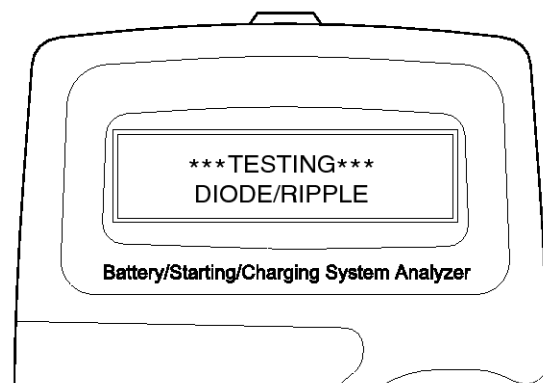 ***TESTING***
DIODE/RIPPLE
Battery/Starting/Charging System Analyzer